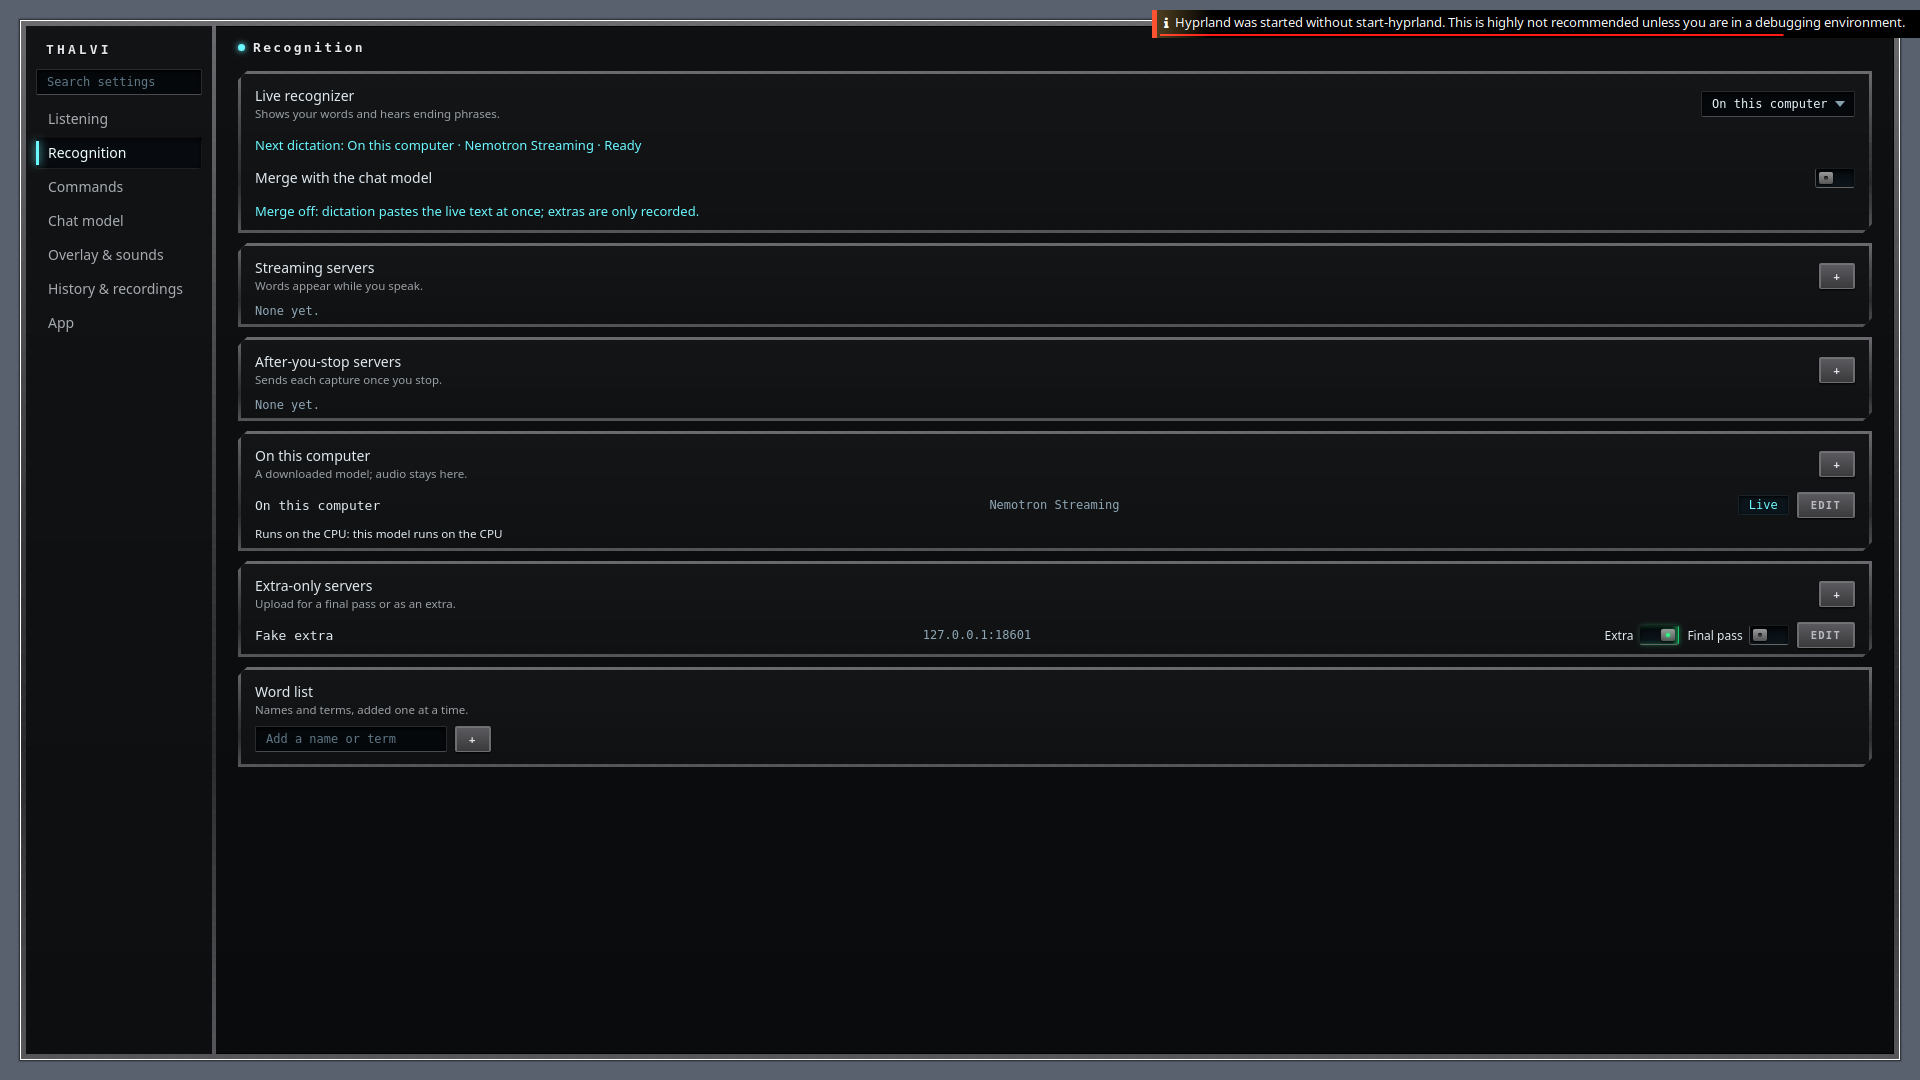 Hyprland was started without start-hyprland. This is highly not recommended unless you are in a debugging environment.
THALVI
Search settings
Listening
Recognition
Commands
Chat model
Overlay & sounds
History & recordings
App
Recognition
Live recognizer
Shows your words and hears ending phrases.
On this computer
Next dictation: On this computer · Nemotron Streaming · Ready
Merge with the chat model
Merge off: dictation pastes the live text at once; extras are only recorded.
Streaming servers
Words appear while you speak.
+
None yet.
After-you-stop servers
Sends each capture once you stop.
+
None yet.
On this computer
A downloaded model; audio stays here.
+
On this computer Nemotron Streaming Live EDIT
Runs on the CPU: this model runs on the CPU
Extra-only servers
Upload for a final pass or as an extra.
+
Fake extra 127.0.0.1:18601 Extra Final pass EDIT
Word list
Names and terms, added one at a time.
Add a name or term +